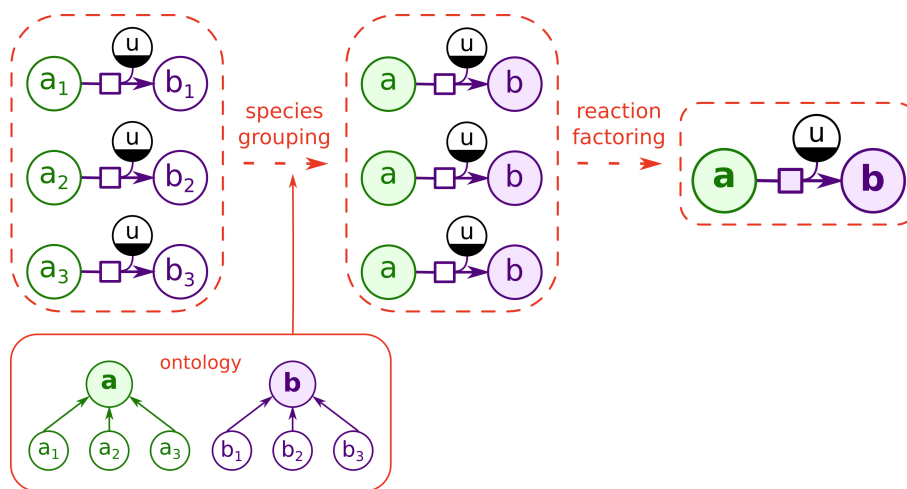 u
a1 b1
u
a2 b2
u
a3 b3
species
grouping
u
a b
u
a b
u
a b
reaction
factoring
u
a b
ontology
a b
a1 a2 a3 b1 b2 b3